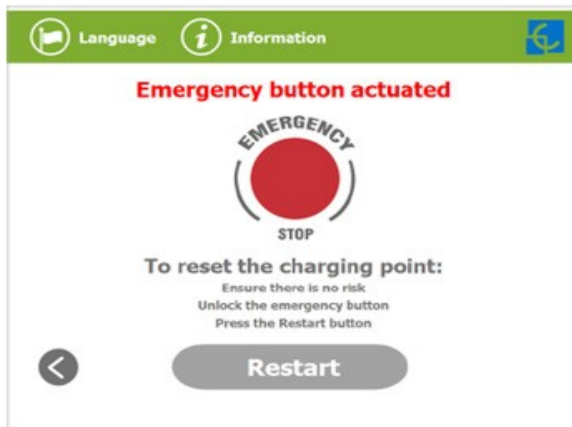 Language
Information
Emergency button actuated
EMERGENCY
STOP
To reset the charging point:
Ensure there is no risk
Unlock the emergency button
Press the Restart button
Restart